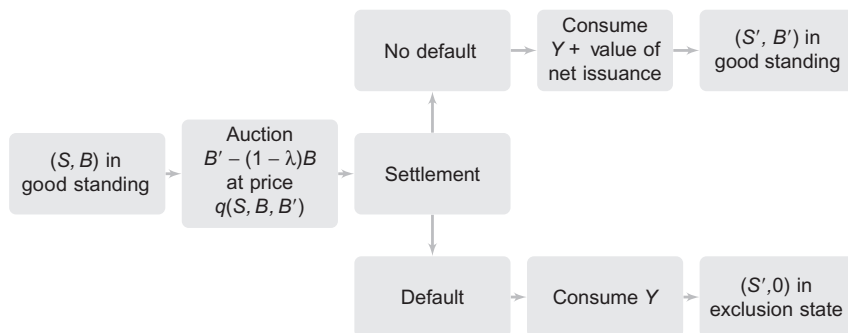 No default
Consume
Y + value of
net issuance
(S′, B′) in
good standing
(S, B) in
good standing
Auction
B′ – (1 – λ)B
at price
q(S, B, B′)
Settlement
Default
Consume Y
(S′,0) in
exclusion state